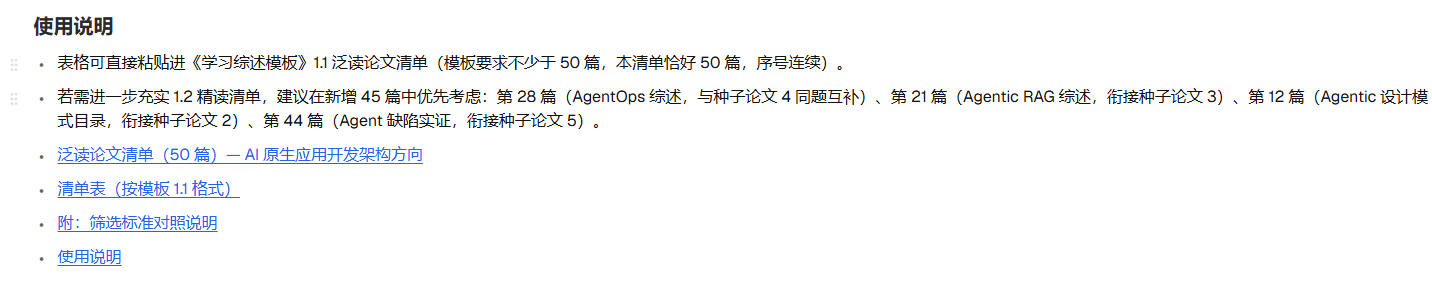 使用说明
表格可直接粘贴进《学习综述模板》1.1 泛读论文清单（模板要求不少于 50 篇，本清单恰好 50 篇，序号连续）。
若需进一步充实 1.2 精读清单，建议在新增 45 篇中优先考虑：第 28 篇（AgentOps 综述，与种子论文 4 同题互补）、第 21 篇（Agentic RAG 综述，衔接种子论文 3）、第 12 篇（Agentic 设计模
式目录，衔接种子论文 2）、第 44 篇（Agent 缺陷实证，衔接种子论文 5）。
泛读论文清单（50 篇）— AI 原生应用开发架构方向
清单表（按模板 1.1 格式）
附：筛选标准对照说明
使用说明